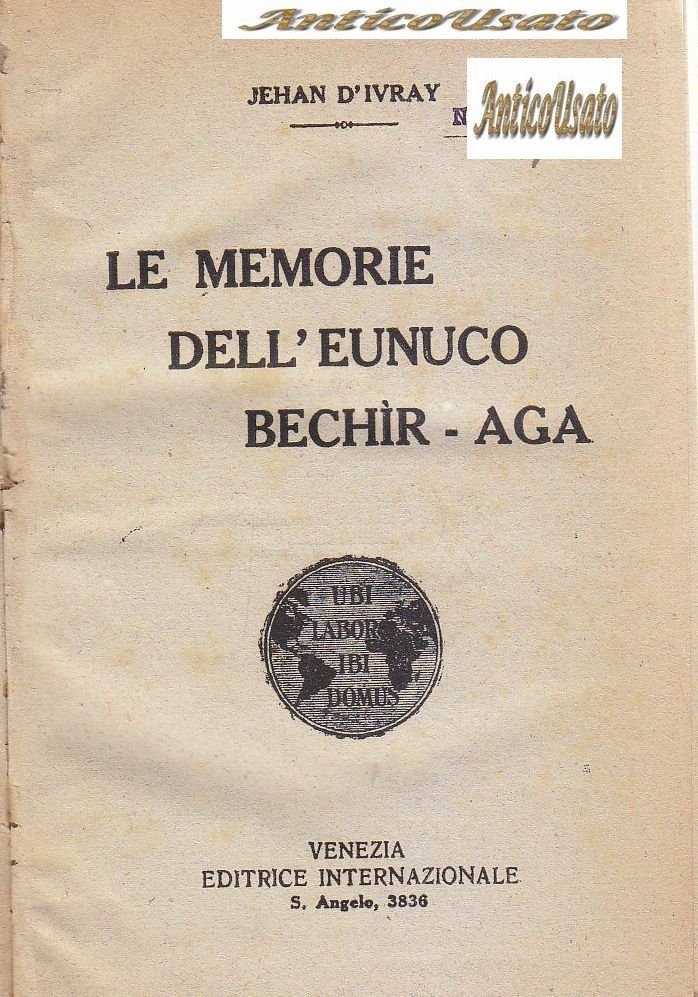 AnticoUsato
JEHAN D'IVRAY
AnticoUsato
N
LE MEMORIE
DELL'EUNUCO
BECHÌR - AGA
UBI
LABOR
IBI
DOMUS
VENEZIA
EDITRICE INTERNAZIONALE
S. Angelo, 3836